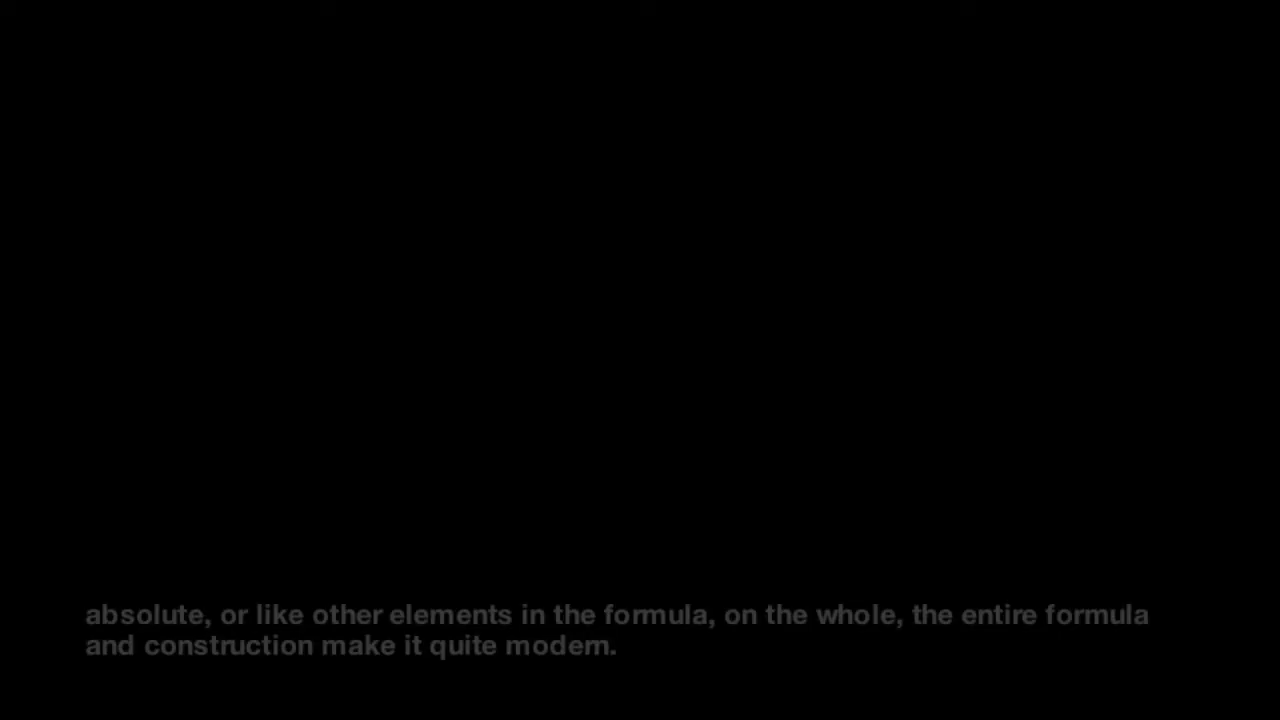 absolute, or like other elements in the formula, on the whole, the entire formula
and construction make it quite modern.